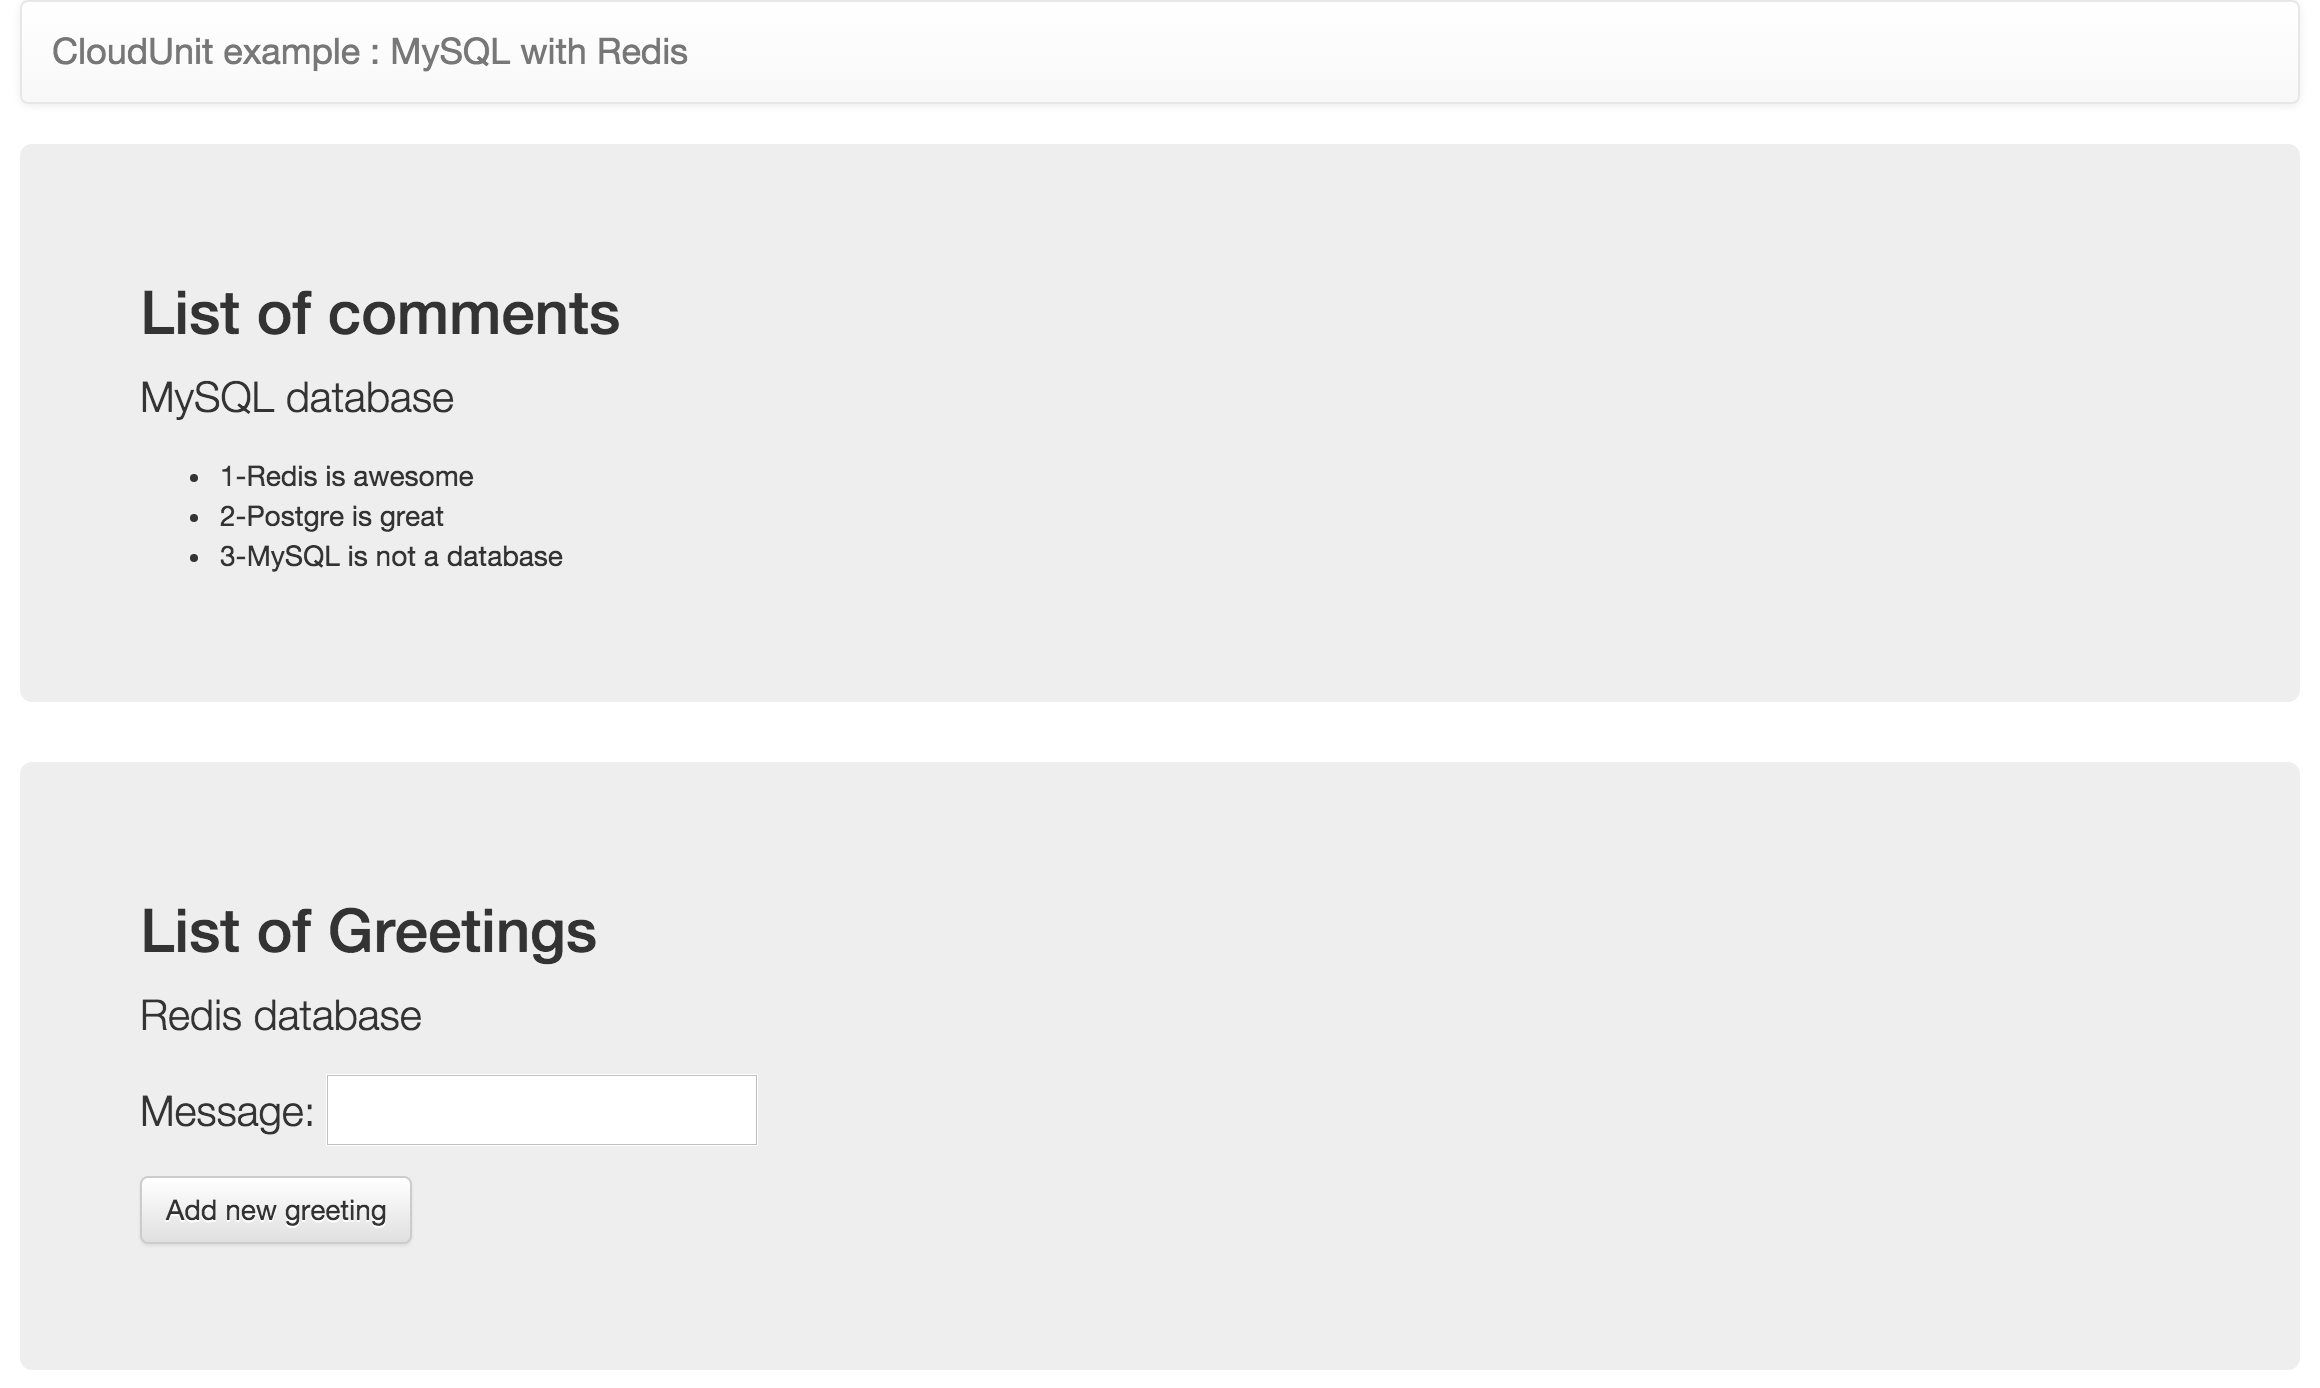 CloudUnit example : MySQL with Redis
List of comments
MySQL database
1-Redis is awesome
2-Postgre is great
3-MySQL is not a database
List of Greetings
Redis database
Message:
Add new greeting